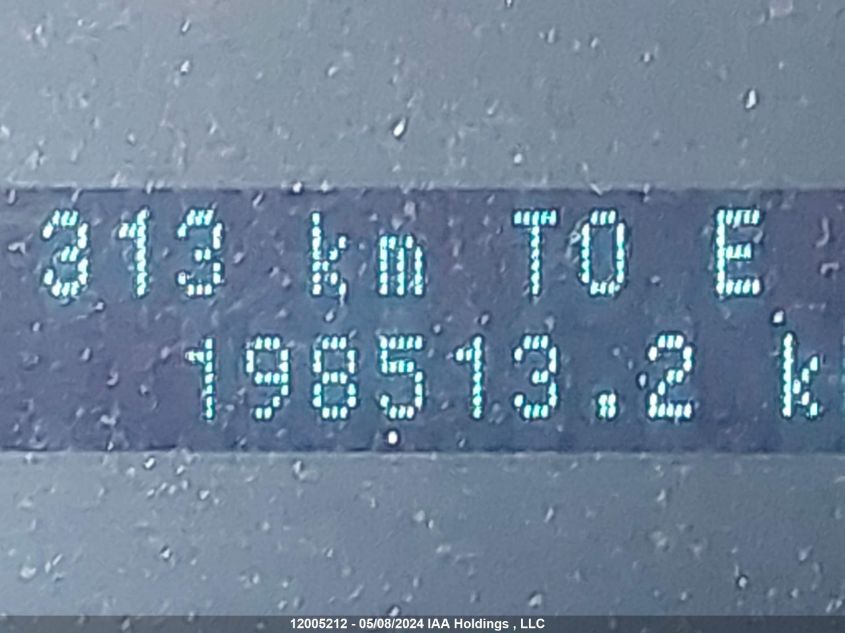 313 km TO E
198513.2 k
12005212 - 05/08/2024 IAA Holdings , LLC